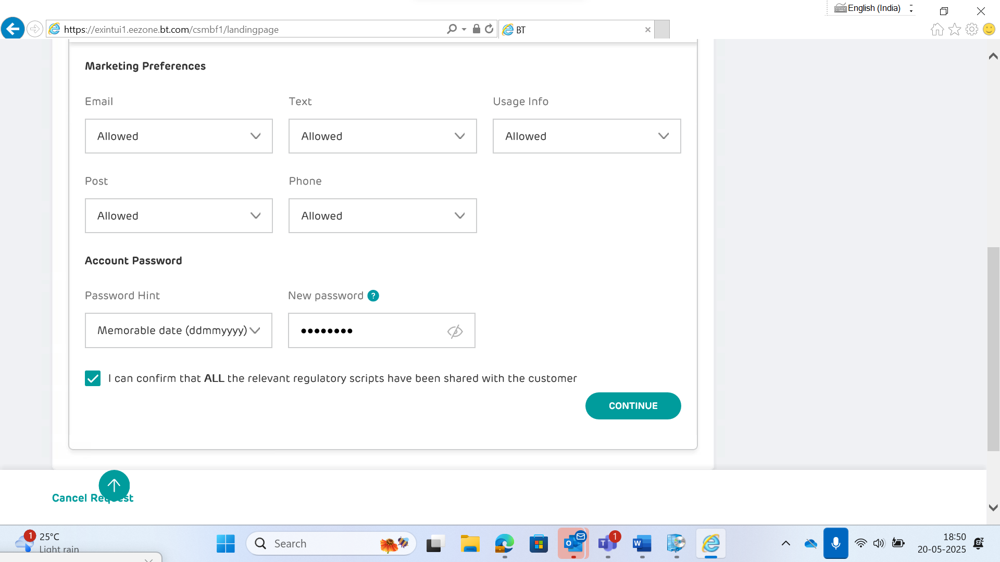 English (India)
https://exintui1.eezone.bt.com/csmbf1/landingpage
BT
Marketing Preferences
Email
Text
Usage Info
Allowed
Allowed
Allowed
Post
Phone
Allowed
Allowed
Account Password
Password Hint
New password ?
Memorable date (ddmmyyyy)
••••••••
I can confirm that ALL the relevant regulatory scripts have been shared with the customer
CONTINUE
Cancel Request
1
25°C
Light rain
Search
1
18:50
20-05-2025